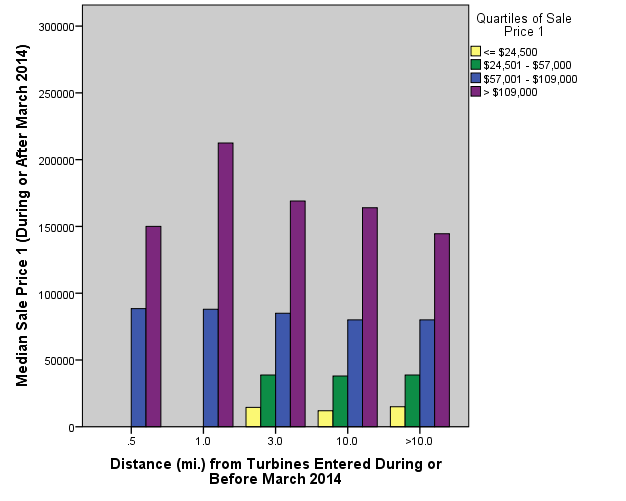 Quartiles of Sale
Price 1
<= $24,500
$24,501 - $57,000
$57,001 - $109,000
> $109,000
Median Sale Price 1 (During or After March 2014)
300000
250000
200000
150000
100000
50000
0
.5
1.0
3.0
10.0
>10.0
Distance (mi.) from Turbines Entered During or
Before March 2014